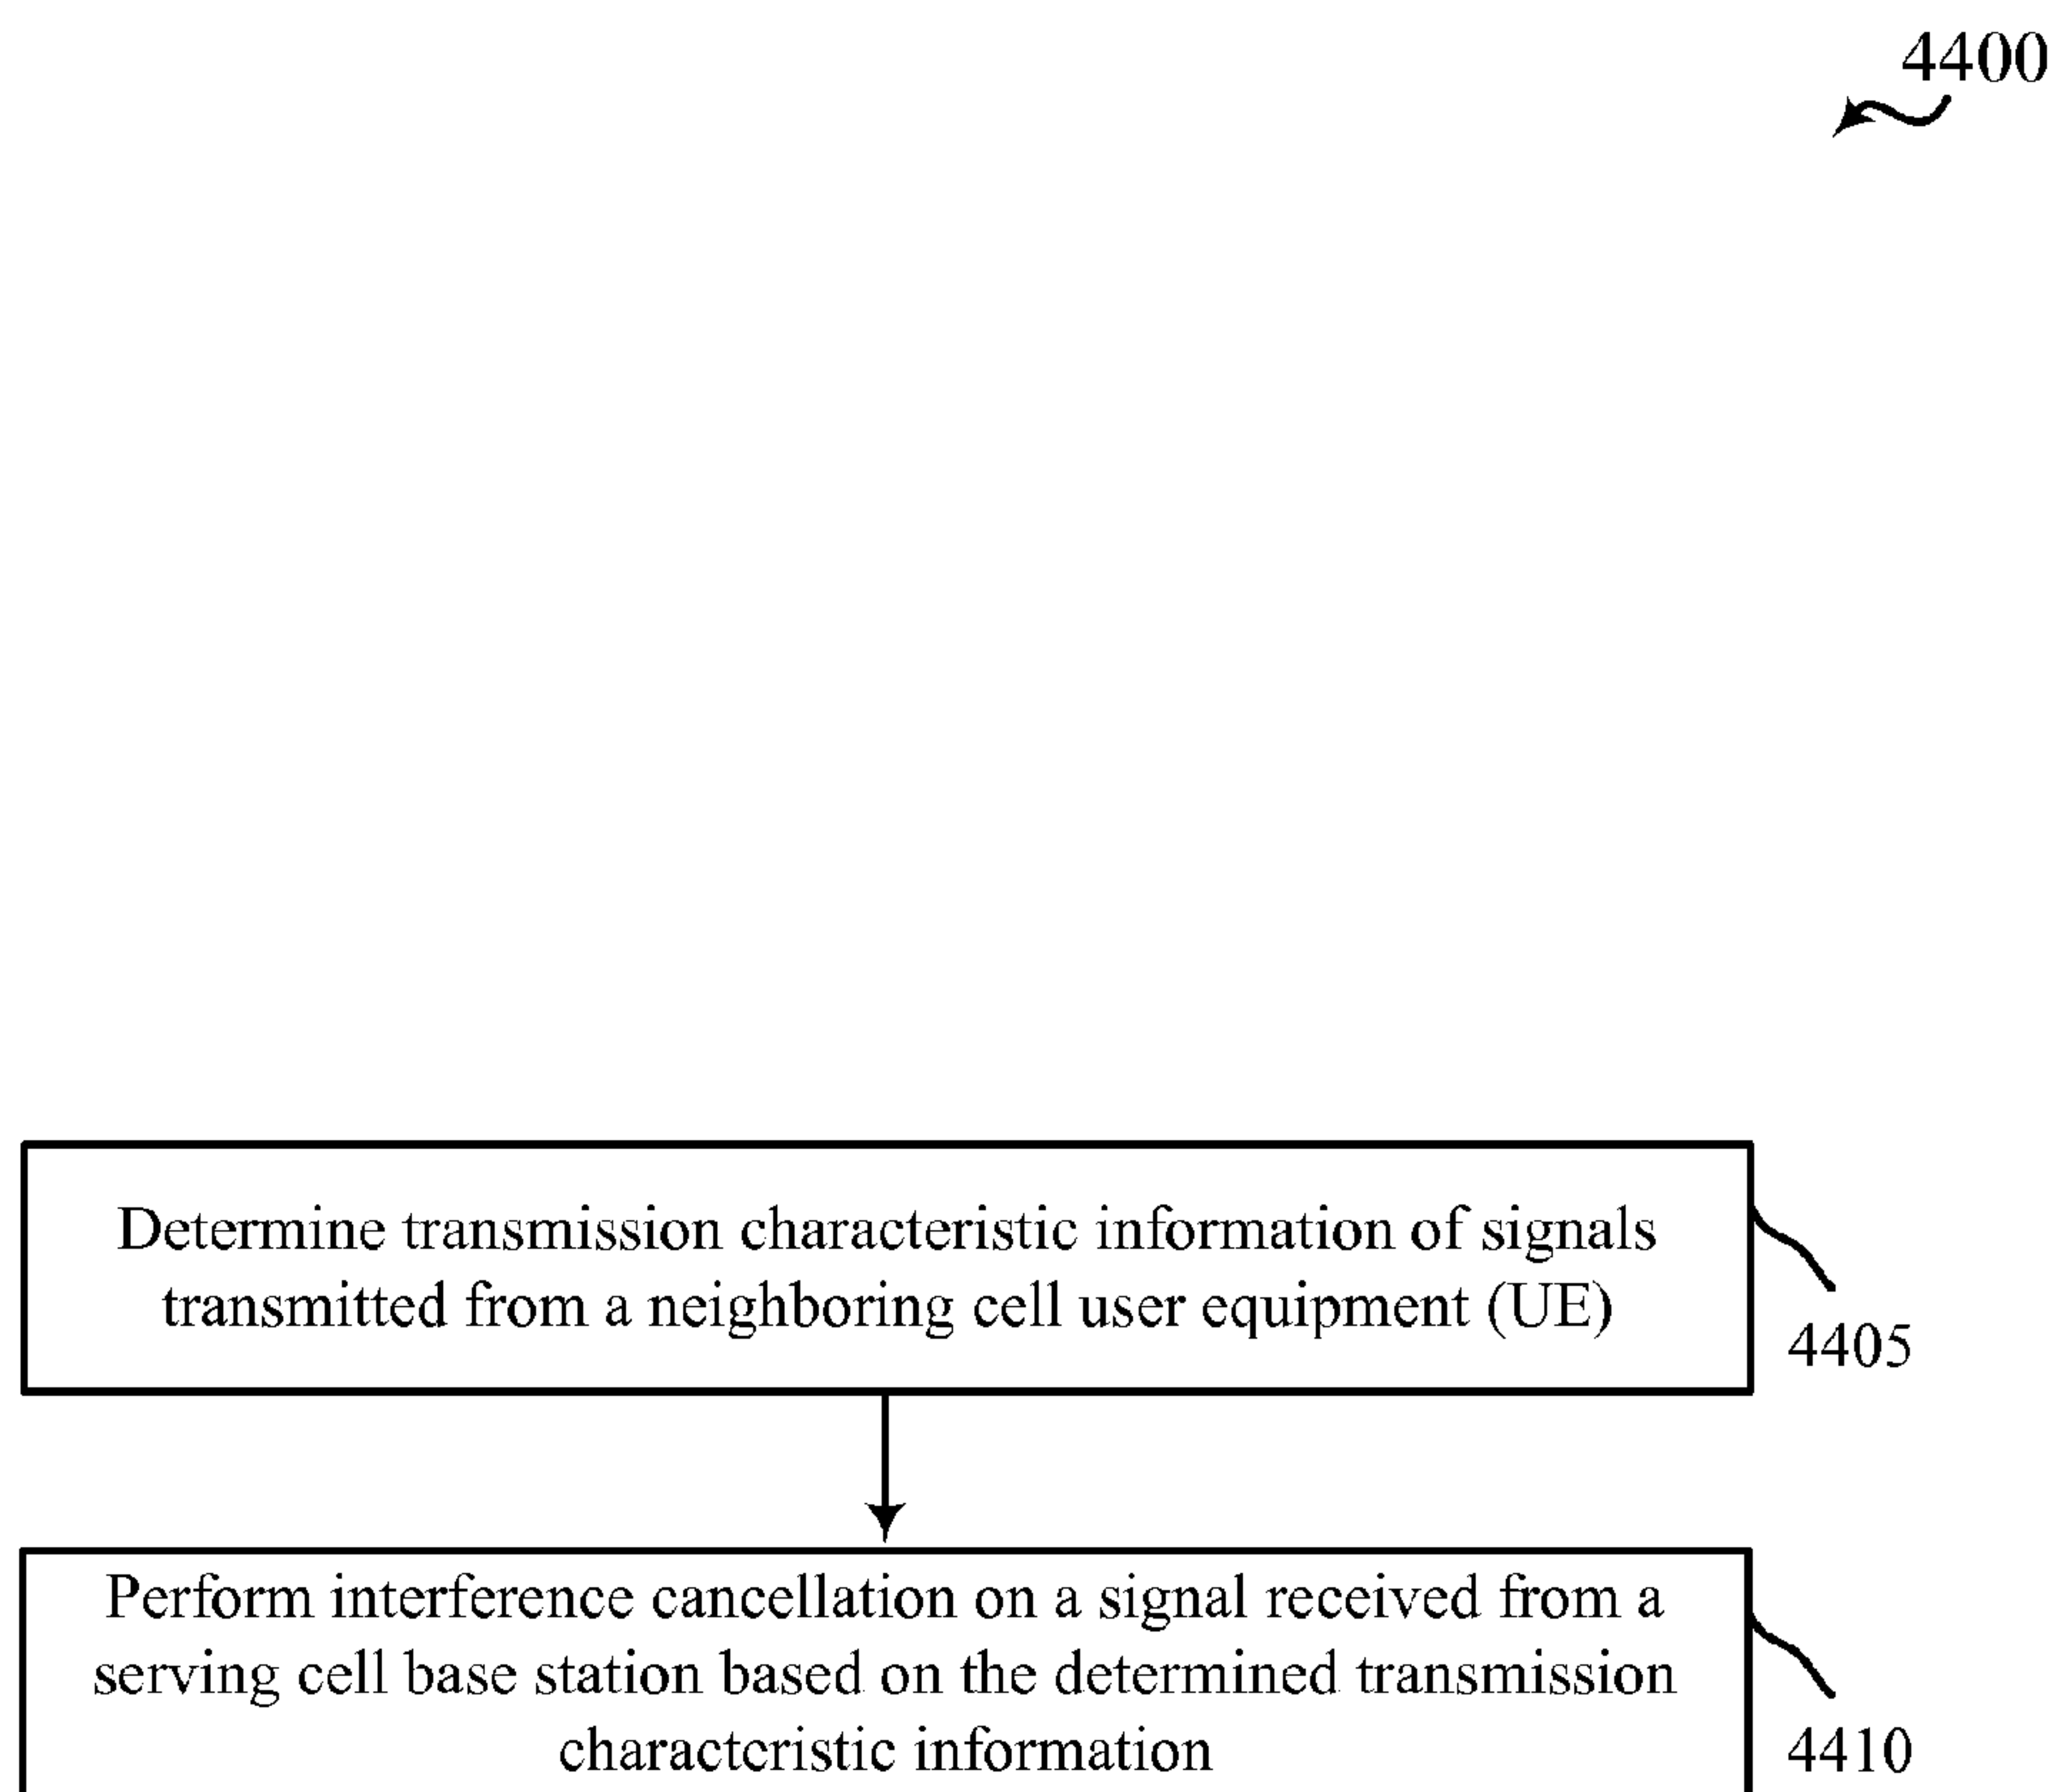 4400
Determine transmission characteristic information of signals
transmitted from a neighboring cell user equipment (UE)
4405
Perform interference cancellation on a signal received from a
serving cell base station based on the determined transmission
characteristic information
4410